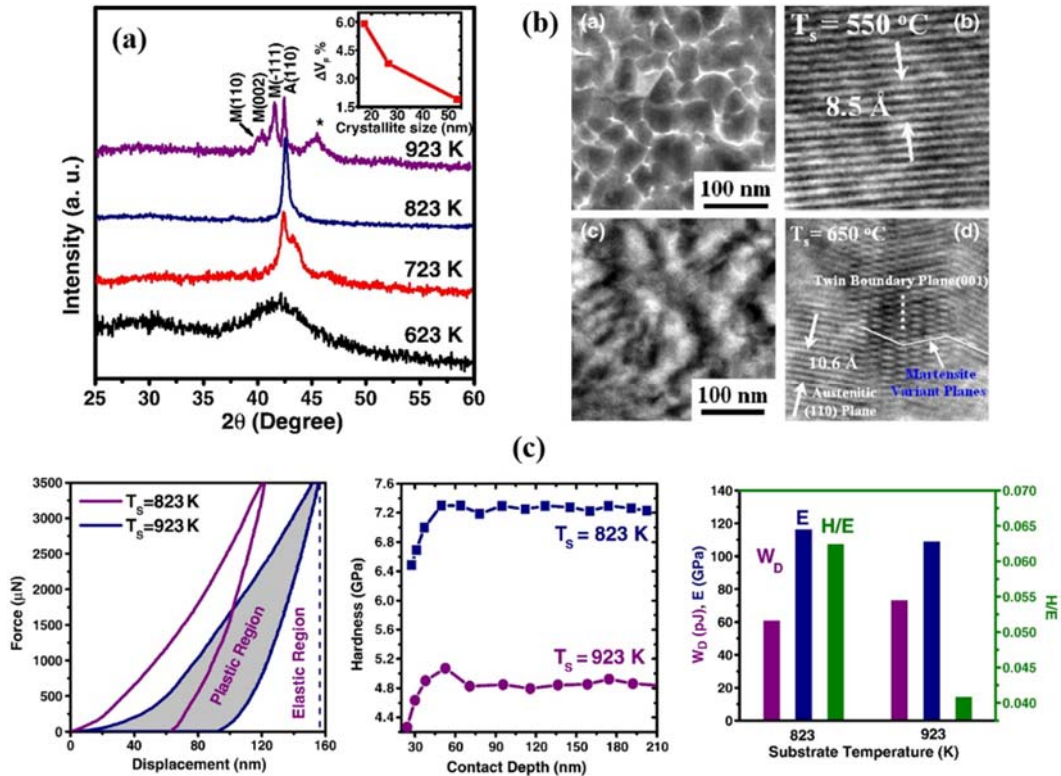 (a)
ΔV_F %
6.0
4.5
3.0
1.5
10 20 30 40 50
Crystallite size (nm)
M(110)
M(002)
M(-111)
A(110)
*
923 K
823 K
723 K
623 K
Intensity (a. u.)
25 30 35 40 45 50 55 60
2θ (Degree)
(b)
(a)
100 nm
T_s = 550 °C
(b)
8.5 Å
(c)
100 nm
T_s = 650 °C
(d)
Twin Boundary Plane(001)
10.6 Å
Austenitic
(110) Plane
Martensite
Variant Planes
(c)
Force (μN)
3500
3000
2500
2000
1500
1000
500
0
T_S=823 K
T_S=923 K
Plastic Region
Elastic Region
0 40 80 120 160
Displacement (nm)
Hardness (GPa)
7.6
7.2
6.8
6.4
6.0
5.6
5.2
4.8
4.4
T_S = 823 K
T_S = 923 K
30 60 90 120 150 180 210
Contact Depth (nm)
W_D (pJ), E (GPa)
140
120
100
80
60
40
20
0
W_D
E
H/E
0.070
0.065
0.060
0.055
0.050
0.045
0.040
H/E
823 923
Substrate Temperature (K)